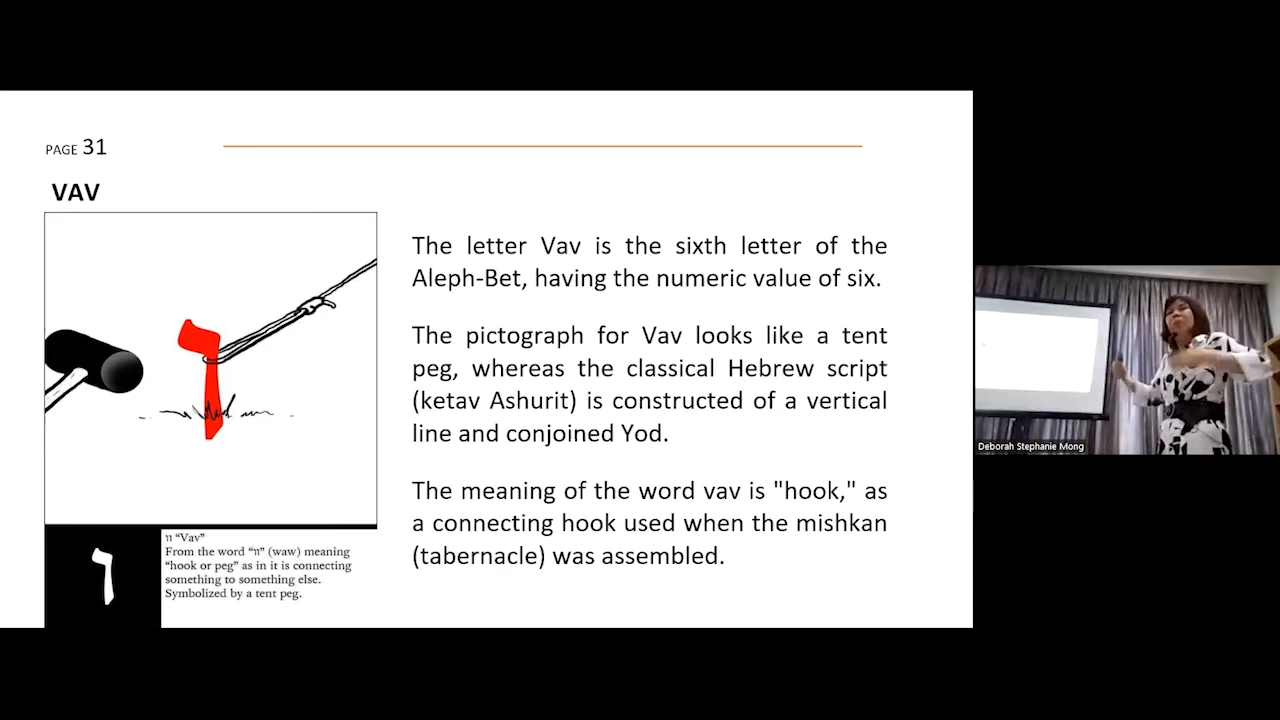 PAGE 31
VAV
The letter Vav is the sixth letter of the
Aleph-Bet, having the numeric value of six.
The pictograph for Vav looks like a tent
peg, whereas the classical Hebrew script
(ketav Ashurit) is constructed of a vertical
line and conjoined Yod.
The meaning of the word vav is "hook," as
a connecting hook used when the mishkan
(tabernacle) was assembled.
ו
ו
וו “Vav”
From the word “וו” (waw) meaning
“hook or peg” as in it is connecting
something to something else.
Symbolized by a tent peg.
Deborah Stephanie Mong